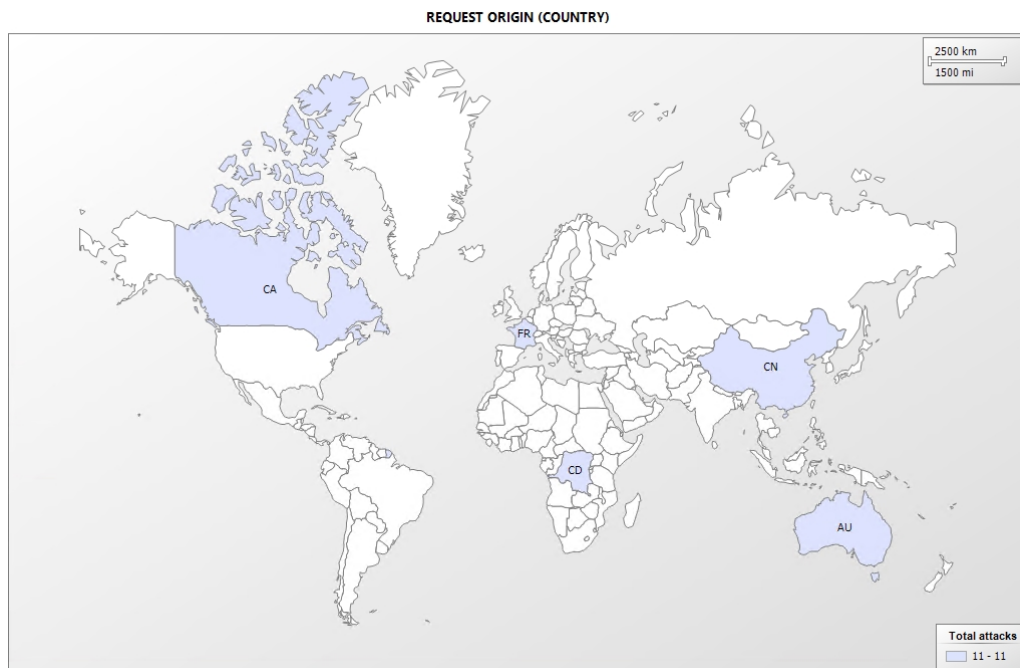 REQUEST ORIGIN (COUNTRY)
2500 km
1500 mi
CA
FR
CN
CD
AU
Total attacks
11 - 11